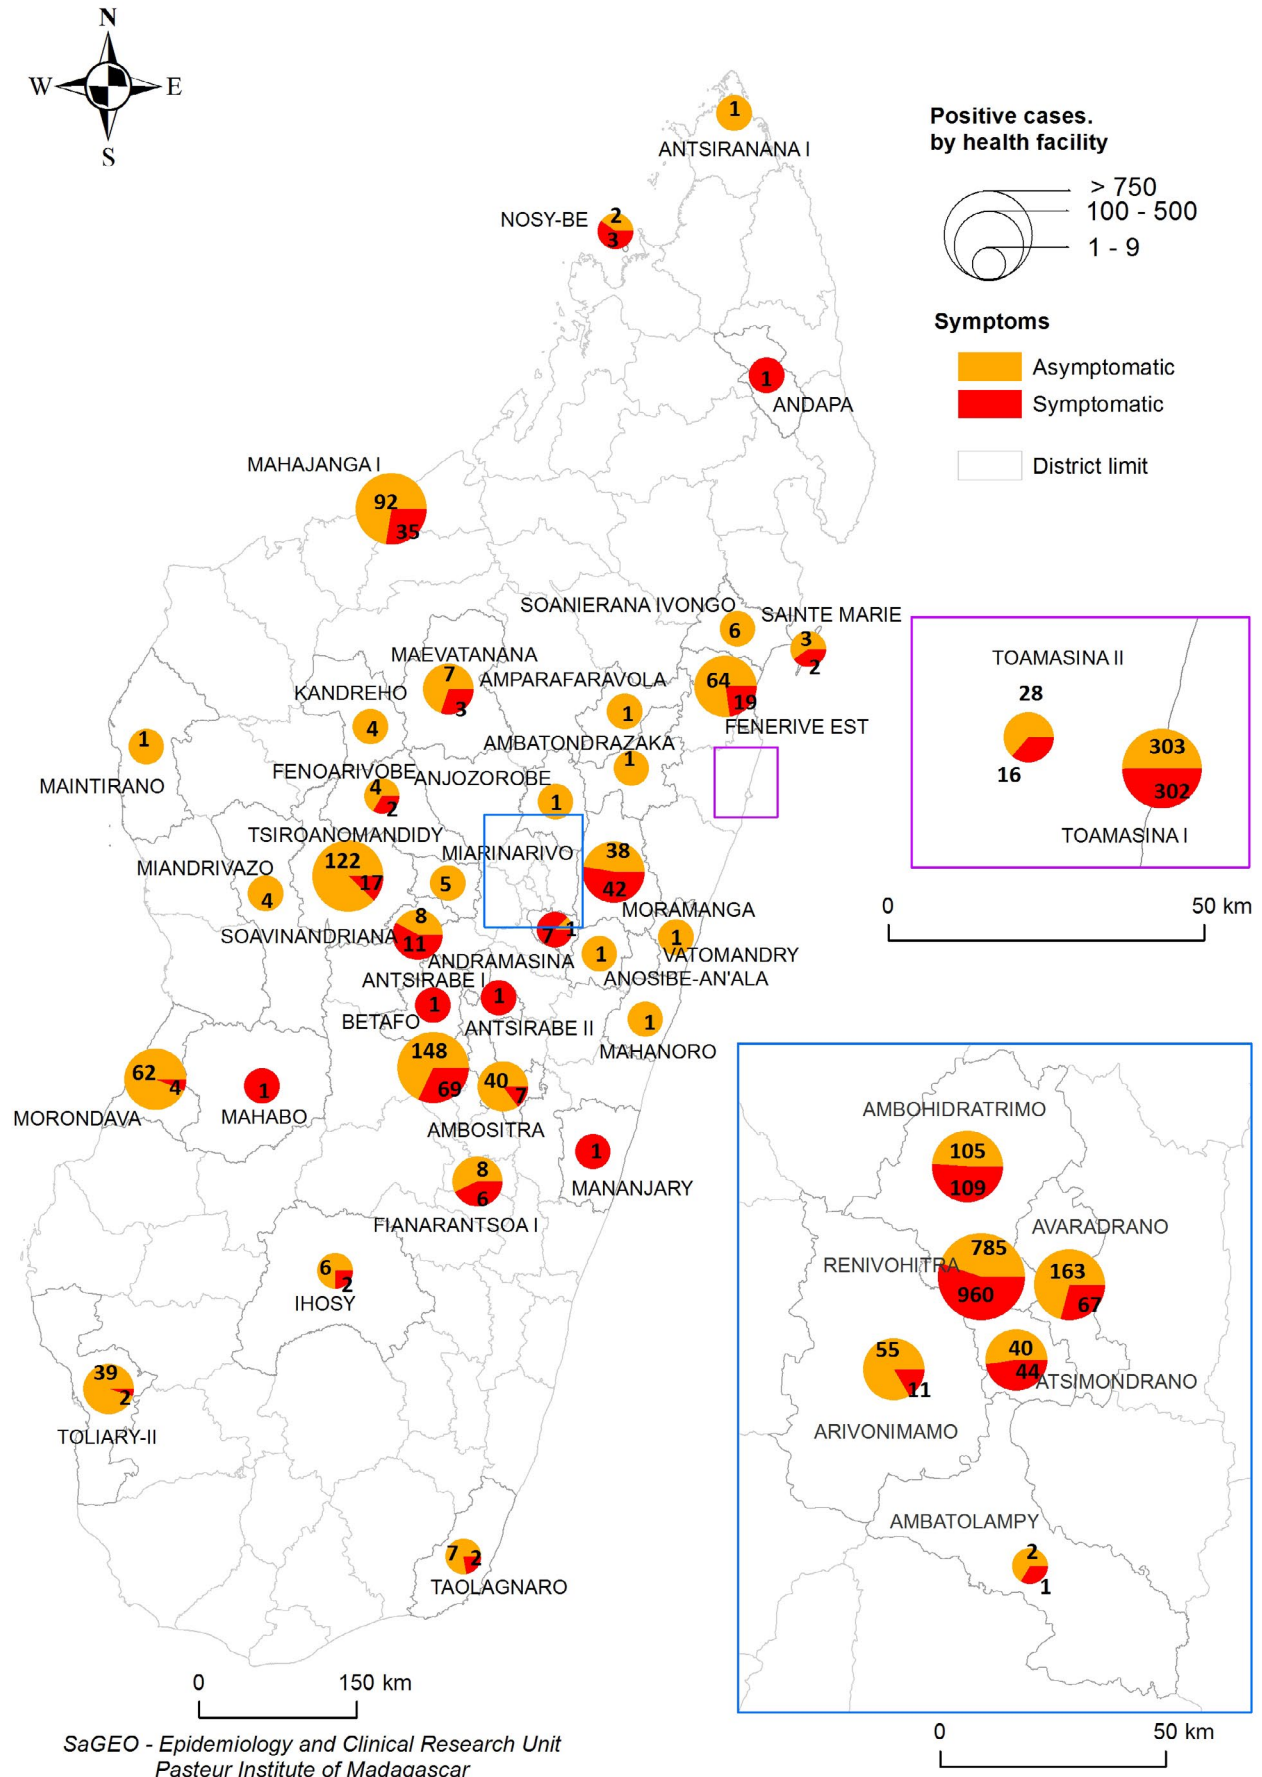 N
W E
S
Positive cases.
by health facility
> 750
100 - 500
1 - 9
Symptoms
Asymptomatic
Symptomatic
District limit
1
ANTSIRANANA I
NOSY-BE
2
3
1
ANDAPA
MAHAJANGA I
92
35
SOANIERANA IVONGO
6
SAINTE MARIE
3
2
MAEVATANANA
7
3
AMPARAFARAVOLA
1
64
19
FENERIVE EST
KANDREHO
4
1
MAINTIRANO
AMBATONDRAZAKA
1
FENOARIVOBE
4
2
ANJOZOROBE
1
TSIROANOMANDIDY
122
17
MIARINARIVO
5
38
42
MORAMANGA
MIANDRIVAZO
4
8
11
SOAVINANDRIANA
7
1
ANDRAMASINA
1
VATOMANDRY
1
ANOSIBE-AN'ALA
ANTSIRABE I
1
1
BETAFO
ANTSIRABE II
1
MAHANORO
148
69
40
7
AMBOSITRA
62
4
MORONDAVA
1
MAHABO
1
MANANJARY
8
6
FIANARANTSOA I
6
2
IHOSY
39
2
TOLIARY-II
7
2
TAOLAGNARO
TOAMASINA II
28
16
303
302
TOAMASINA I
0 50 km
AMBOHIDRATRIMO
105
109
AVARADRANO
163
67
RENIVOHITRA
785
960
55
11
ARIVONIMAMO
40
44
ATSIMONDRANO
AMBATOLAMPY
2
1
0 50 km
0 150 km
SaGEO - Epidemiology and Clinical Research Unit
Pasteur Institute of Madagascar